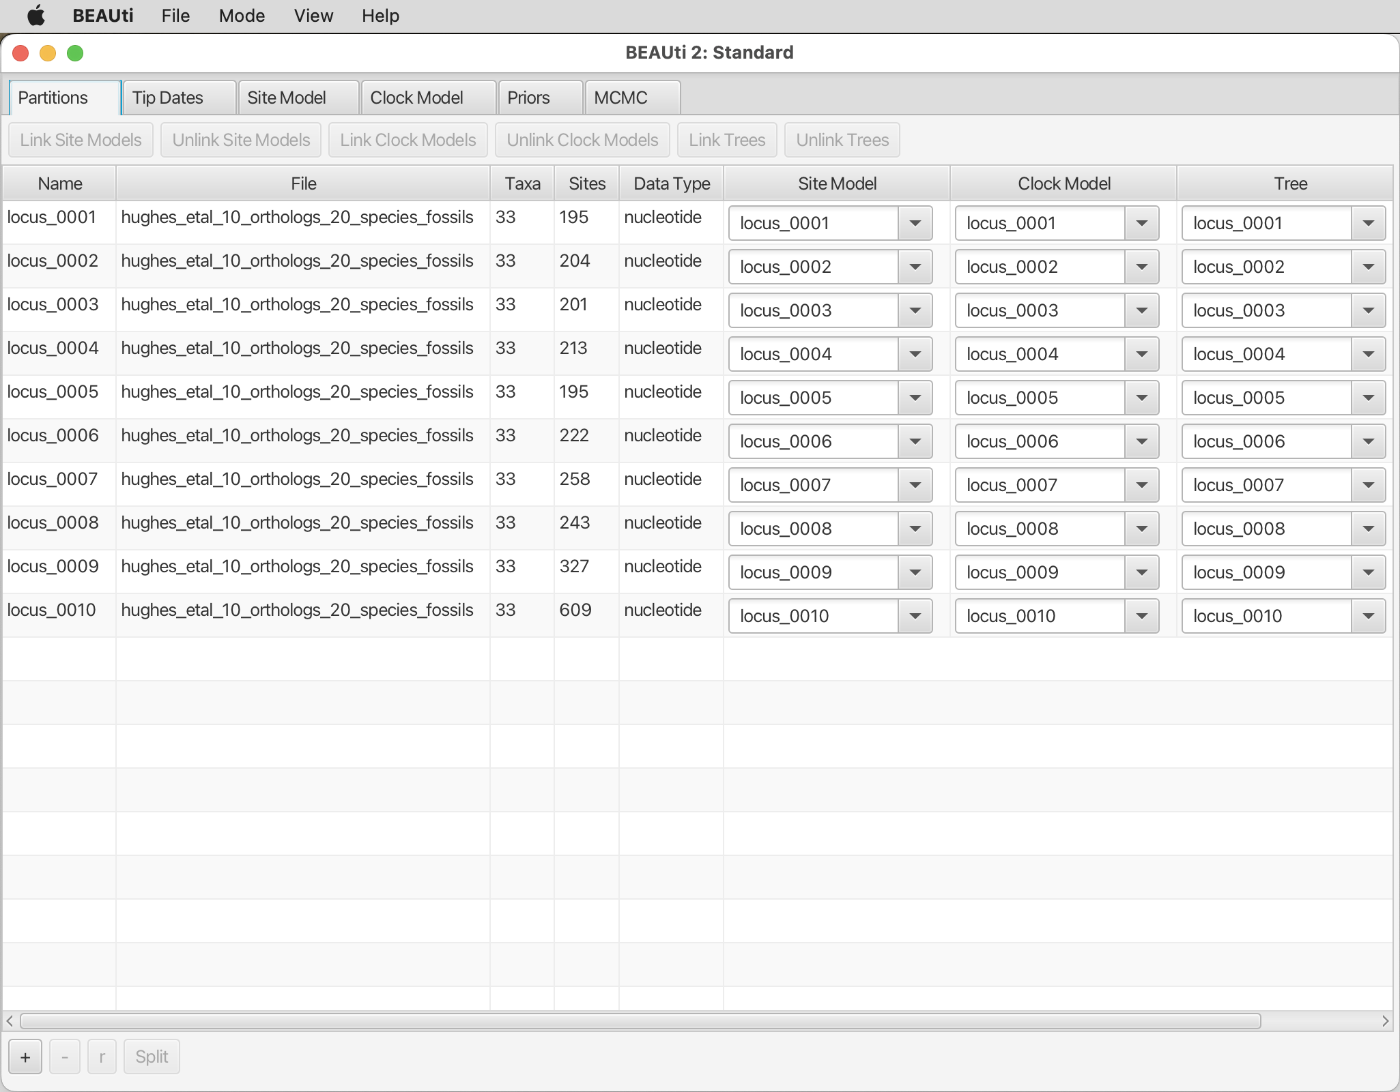 BEAUti File Mode View Help
BEAUti 2: Standard
Partitions Tip Dates Site Model Clock Model Priors MCMC
Link Site Models Unlink Site Models Link Clock Models Unlink Clock Models Link Trees Unlink Trees
Name File Taxa Sites Data Type Site Model Clock Model Tree
locus_0001 hughes_etal_10_orthologs_20_species_fossils 33 195 nucleotide locus_0001 locus_0001 locus_0001
locus_0002 hughes_etal_10_orthologs_20_species_fossils 33 204 nucleotide locus_0002 locus_0002 locus_0002
locus_0003 hughes_etal_10_orthologs_20_species_fossils 33 201 nucleotide locus_0003 locus_0003 locus_0003
locus_0004 hughes_etal_10_orthologs_20_species_fossils 33 213 nucleotide locus_0004 locus_0004 locus_0004
locus_0005 hughes_etal_10_orthologs_20_species_fossils 33 195 nucleotide locus_0005 locus_0005 locus_0005
locus_0006 hughes_etal_10_orthologs_20_species_fossils 33 222 nucleotide locus_0006 locus_0006 locus_0006
locus_0007 hughes_etal_10_orthologs_20_species_fossils 33 258 nucleotide locus_0007 locus_0007 locus_0007
locus_0008 hughes_etal_10_orthologs_20_species_fossils 33 243 nucleotide locus_0008 locus_0008 locus_0008
locus_0009 hughes_etal_10_orthologs_20_species_fossils 33 327 nucleotide locus_0009 locus_0009 locus_0009
locus_0010 hughes_etal_10_orthologs_20_species_fossils 33 609 nucleotide locus_0010 locus_0010 locus_0010
+ - r Split